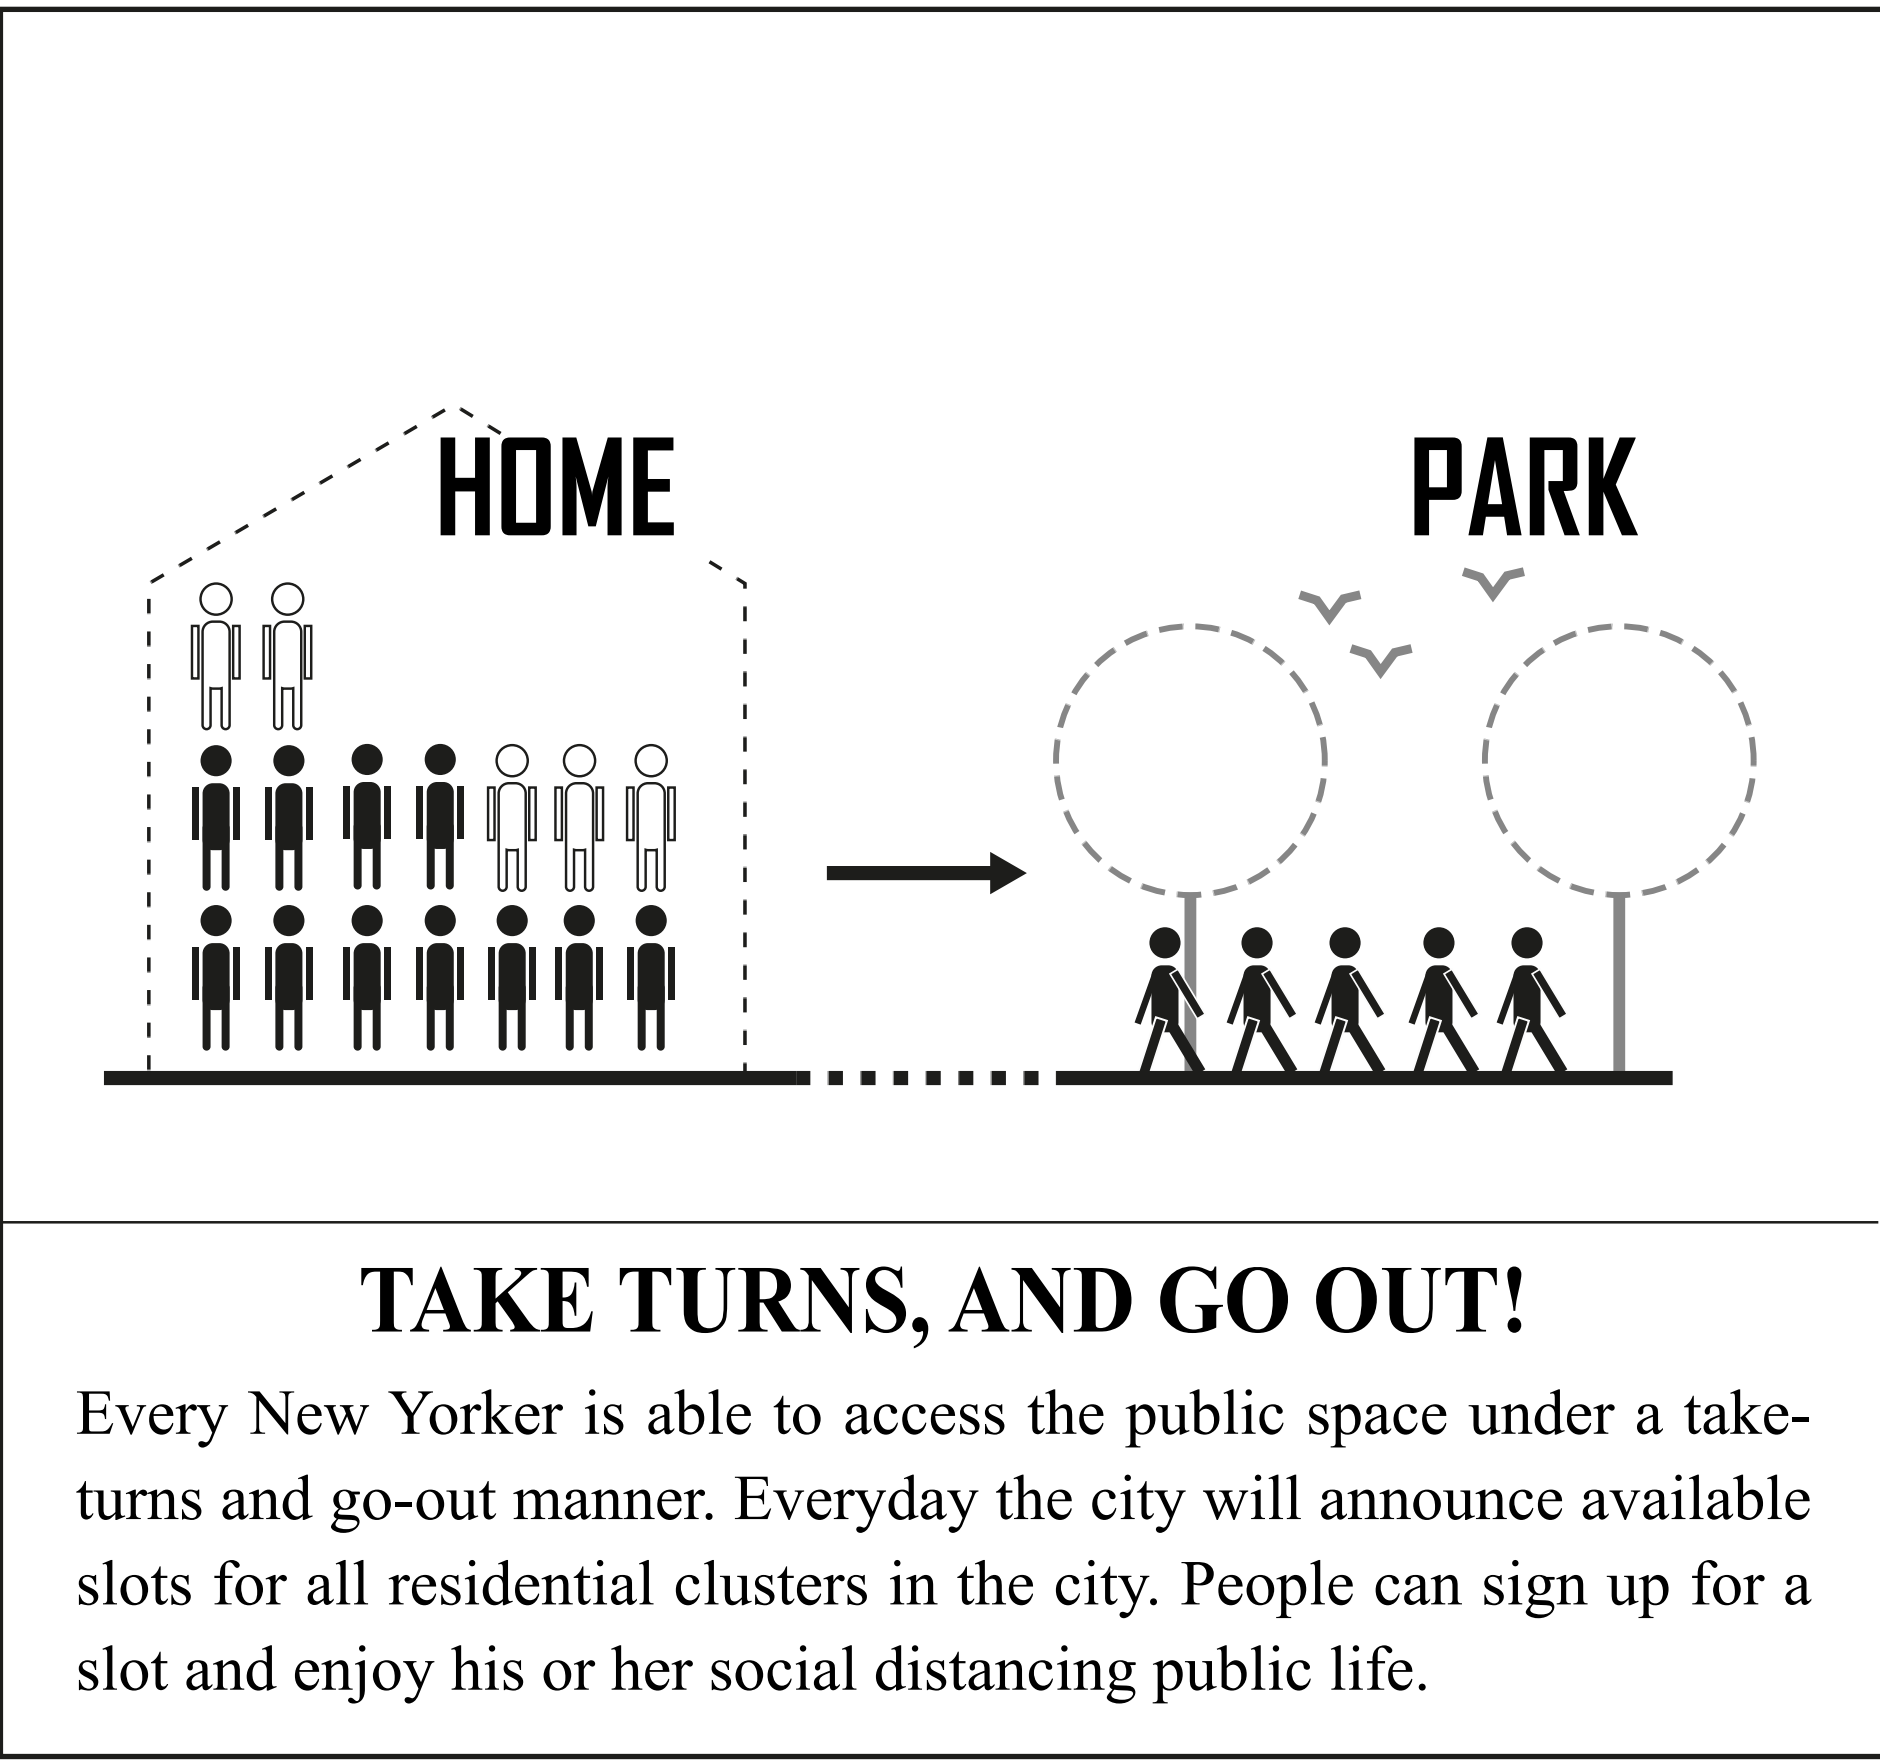 HOME
PARK
TAKE TURNS, AND GO OUT!
Every New Yorker is able to access the public space under a take-
turns and go-out manner. Everyday the city will announce available
slots for all residential clusters in the city. People can sign up for a
slot and enjoy his or her social distancing public life.